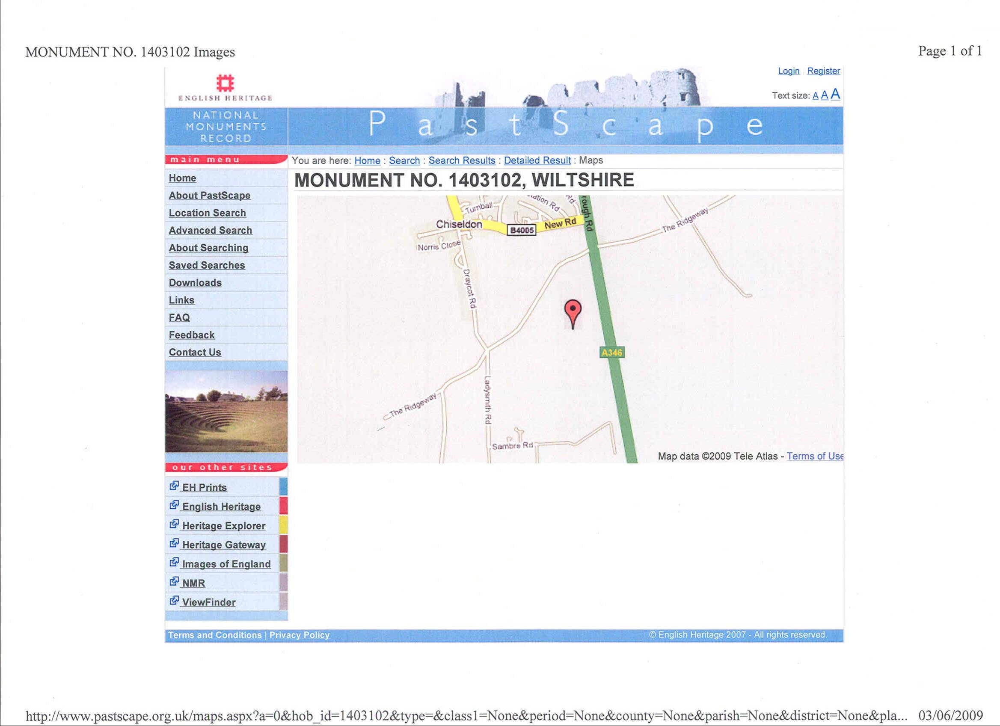 MONUMENT NO. 1403102 Images
Page 1 of 1
Login Register
ENGLISH HERITAGE
Text size: A A A
NATIONAL
MONUMENTS
RECORD
PastScape
main menu
You are here: Home : Search : Search Results : Detailed Result : Maps
MONUMENT NO. 1403102, WILTSHIRE
Home
About PastScape
Location Search
Advanced Search
About Searching
Saved Searches
Downloads
Links
FAQ
Feedback
Contact Us
Turnball
ation Rd
Rd
rough Rd
Chiseldon
B4005
New Rd
The Ridgeway
Norris Close
Draycot Rd
A346
Ladysmith Rd
The Ridgeway
Sambre Rd
Map data ©2009 Tele Atlas - Terms of Use
our other sites
EH Prints
English Heritage
Heritage Explorer
Heritage Gateway
Images of England
NMR
ViewFinder
Terms and Conditions | Privacy Policy
© English Heritage 2007 - All rights reserved.
http://www.pastscape.org.uk/maps.aspx?a=0&hob_id=1403102&type=&class1=None&period=None&county=None&parish=None&district=None&pla... 03/06/2009